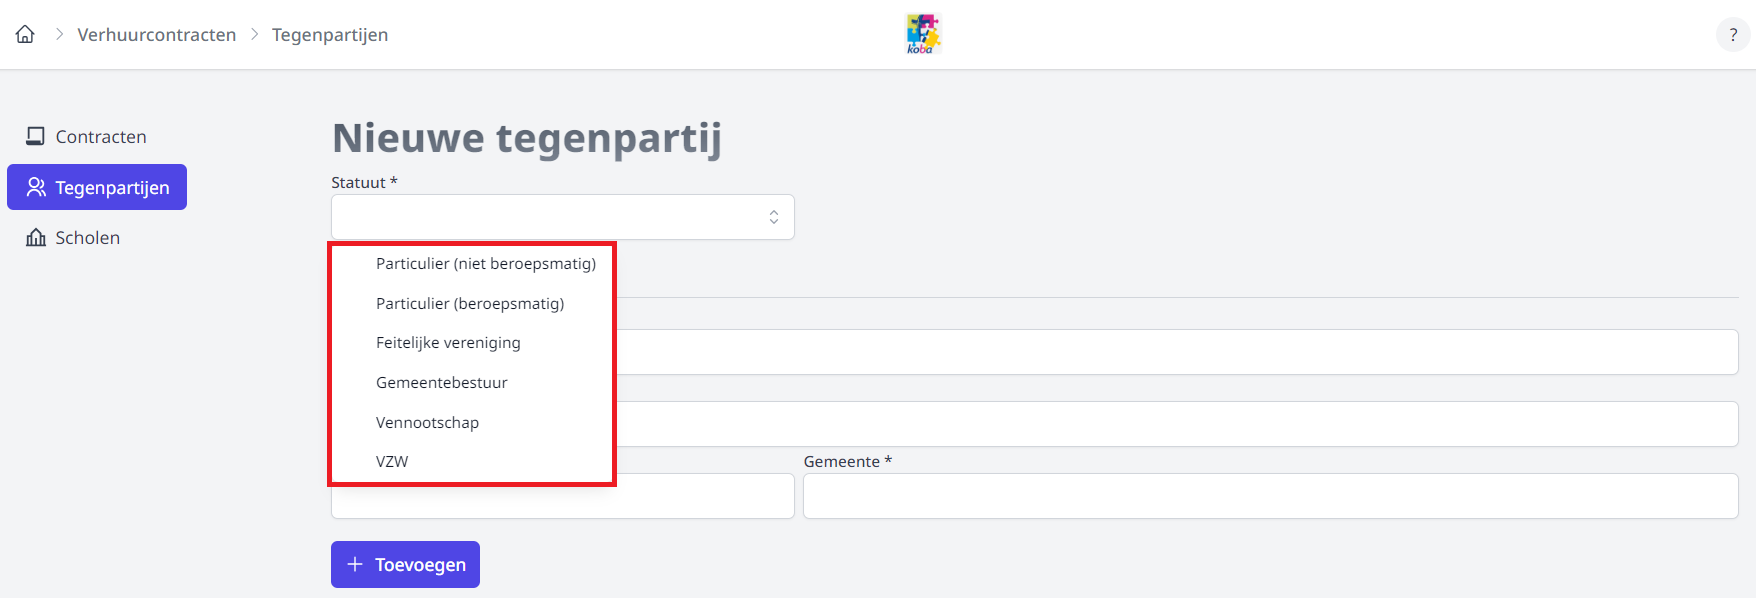 Verhuurcontracten
Tegenpartijen
koba
?
Contracten
Tegenpartijen
Scholen
Nieuwe tegenpartij
Statuut *
Particulier (niet beroepsmatig)
Particulier (beroepsmatig)
Feitelijke vereniging
Gemeentebestuur
Vennootschap
VZW
Gemeente *
Toevoegen